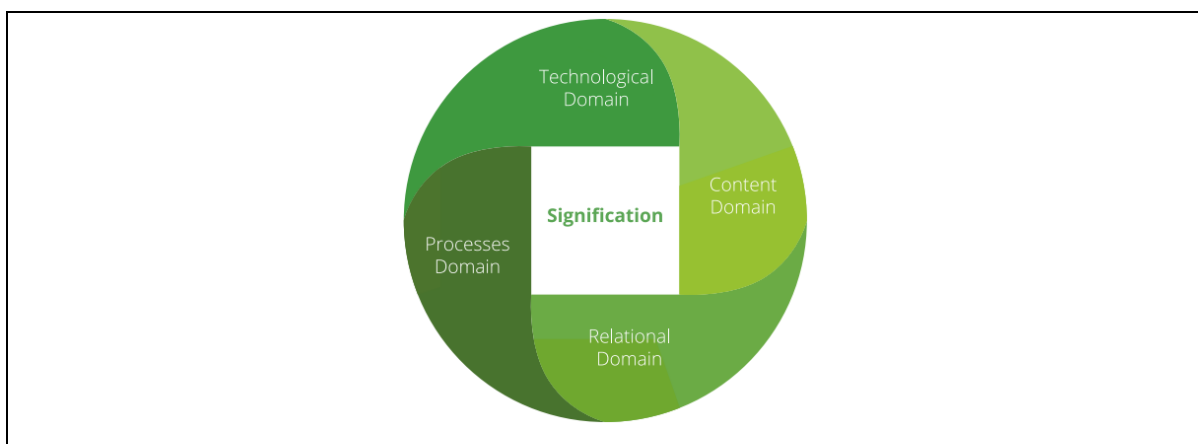 Technological
Domain
Content
Domain
Signification
Processes
Domain
Relational
Domain